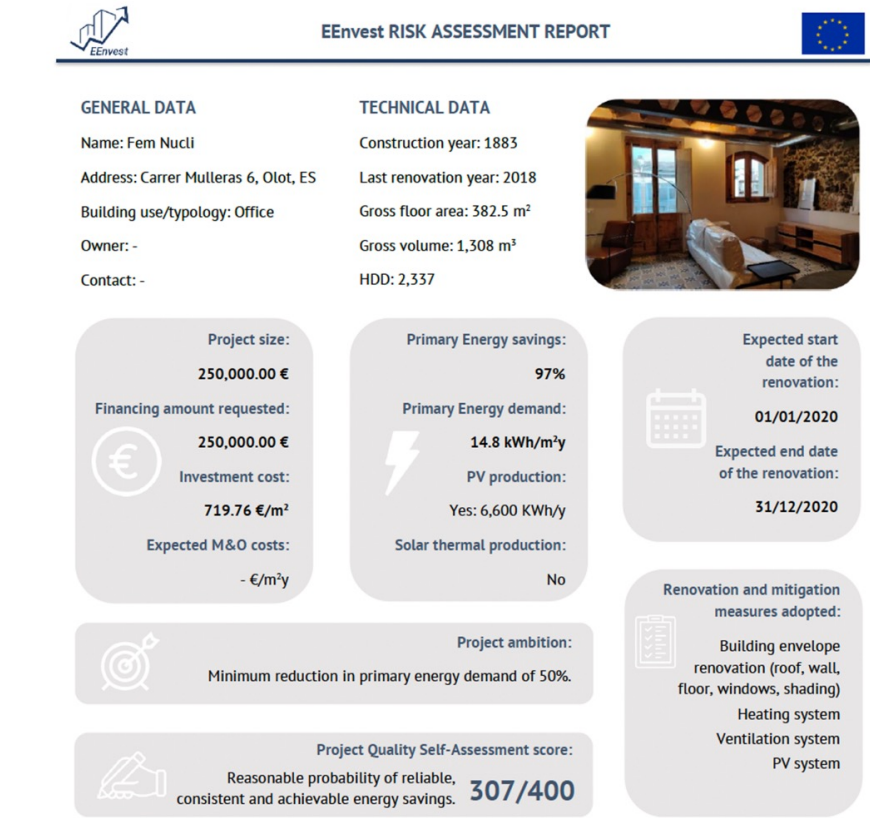 EEnvest
EEnvest RISK ASSESSMENT REPORT
GENERAL DATA
Name: Fem Nucli
Address: Carrer Mulleras 6, Olot, ES
Building use/typology: Office
Owner: -
Contact: -
TECHNICAL DATA
Construction year: 1883
Last renovation year: 2018
Gross floor area: 382.5 m²
Gross volume: 1,308 m³
HDD: 2,337
Project size:
250,000.00 €
Financing amount requested:
250,000.00 €
€
Investment cost:
719.76 €/m²
Expected M&O costs:
- €/m²y
Primary Energy savings:
97%
Primary Energy demand:
14.8 kWh/m²y
PV production:
Yes: 6,600 KWh/y
Solar thermal production:
No
Expected start
date of the
renovation:
01/01/2020
Expected end date
of the renovation:
31/12/2020
Project ambition:
Minimum reduction in primary energy demand of 50%.
Project Quality Self-Assessment score:
Reasonable probability of reliable,
consistent and achievable energy savings.
307/400
Renovation and mitigation
measures adopted:
Building envelope
renovation (roof, wall,
floor, windows, shading)
Heating system
Ventilation system
PV system